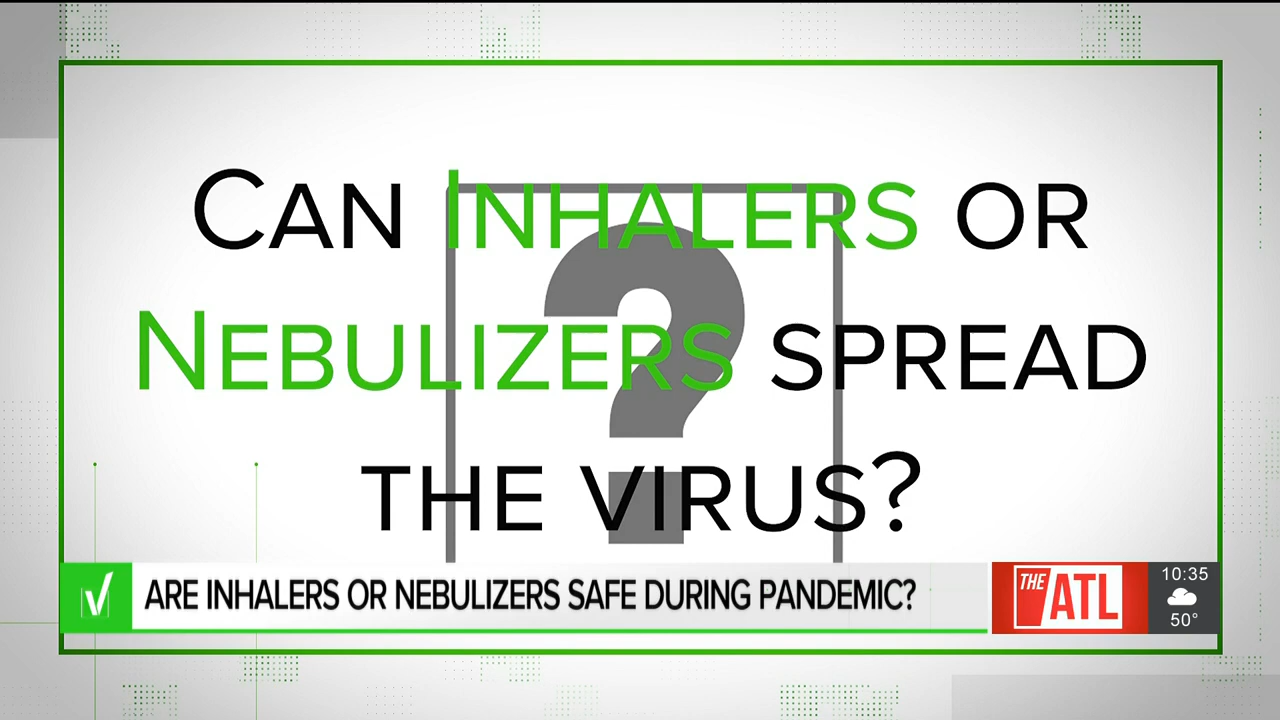 Can Inhalers or
Nebulizers spread
the virus?
ARE INHALERS OR NEBULIZERS SAFE DURING PANDEMIC?
THE ATL
10:35
50°